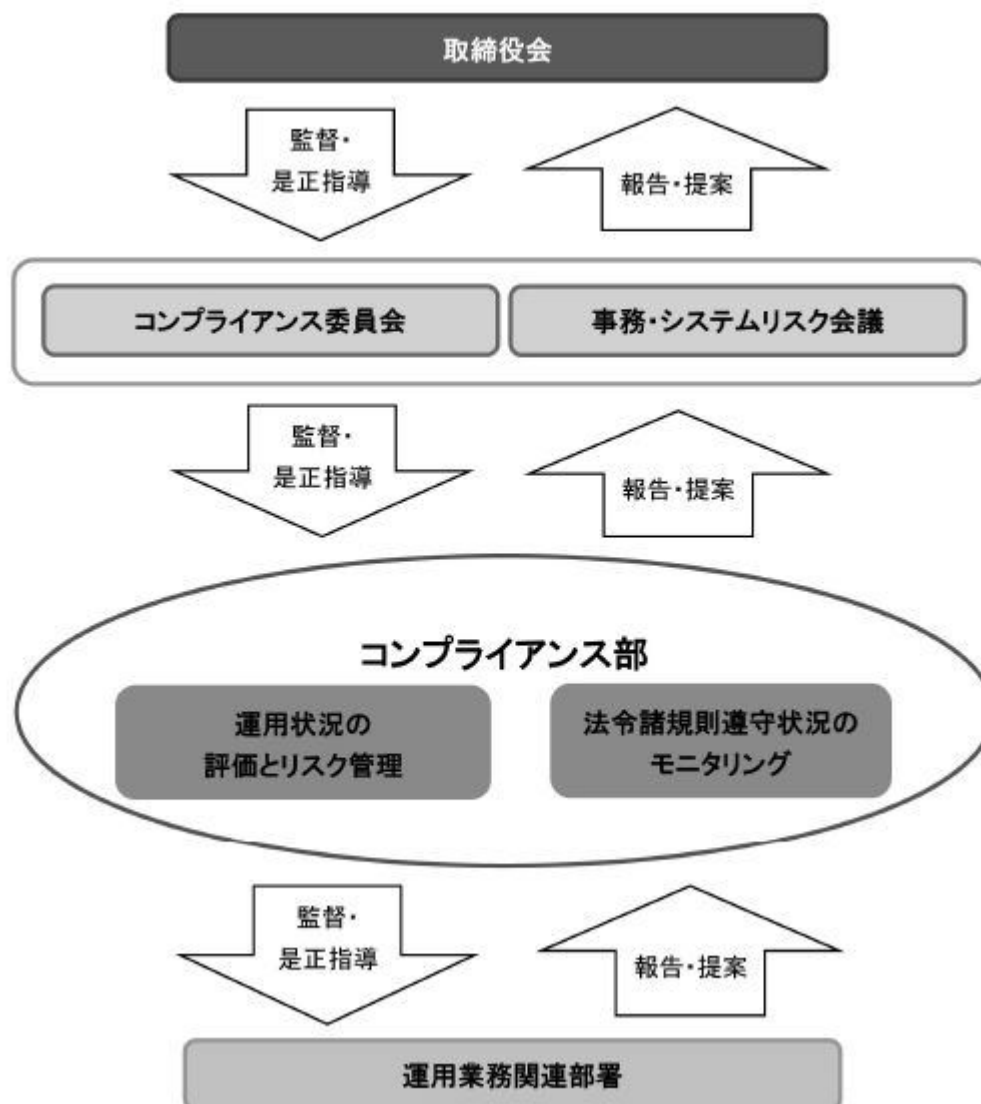 取締役会
監督・
是正指導
報告・提案
コンプライアンス委員会
事務・システムリスク会議
監督・
是正指導
報告・提案
コンプライアンス部
運用状況の
評価とリスク管理
法令諸規則遵守状況の
モニタリング
監督・
是正指導
報告・提案
運用業務関連部署